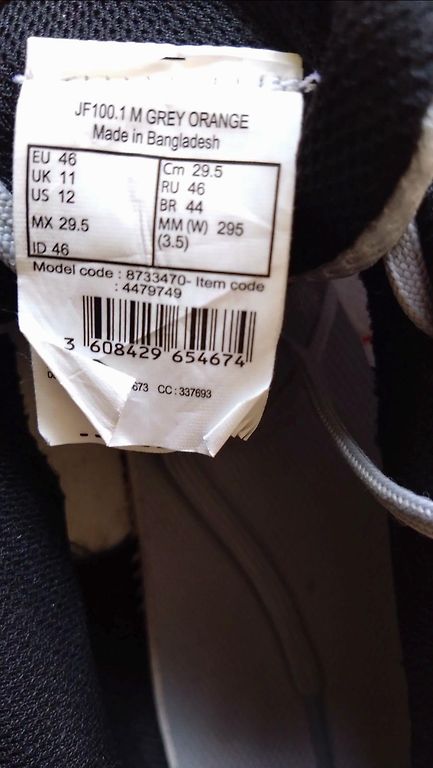 JF100.1 M GREY ORANGE
Made in Bangladesh
EU 46
UK 11
US 12
MX 29.5
ID 46
Cm 29.5
RU 46
BR 44
MM (W) 295
(3.5)
Model code : 8733470- Item code
: 4479749
3 608429 654674
673 CC : 337693